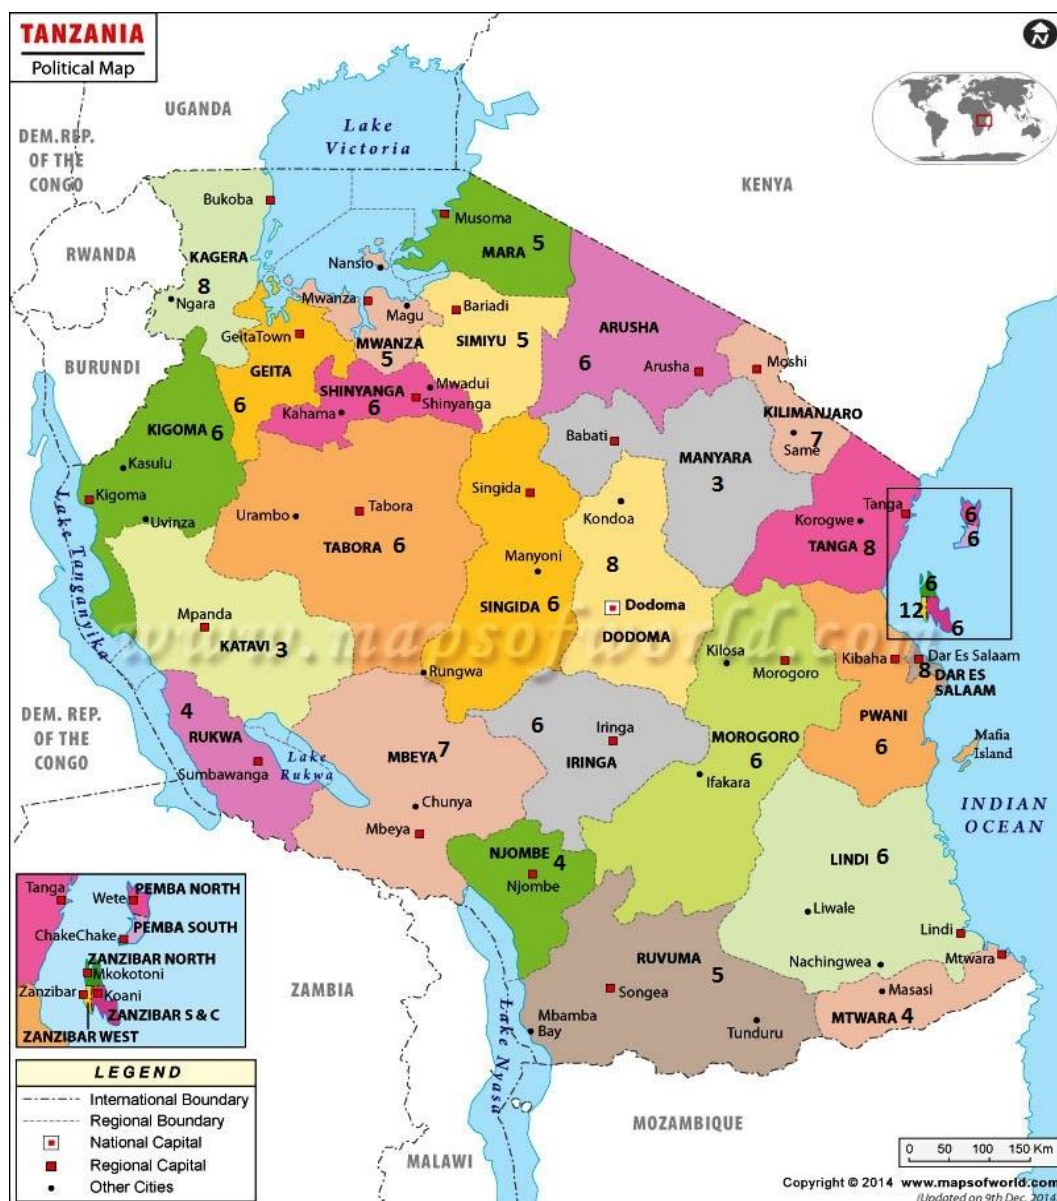 TANZANIA
Political Map
N
UGANDA
DEM.REP.
OF THE
CONGO
Lake
Victoria
KENYA
Bukoba
Musoma
RWANDA
KAGERA
MARA 5
Nansio
8
Ngara
Mwanza
Magu
Bariadi
ARUSHA
GeitaTown
MWANZA
SIMIYU 5
BURUNDI
5
6
Arusha
Moshi
GEITA
SHINYANGA
Mwadui
6
6
Shinyanga
Kahama
KILIMANJARO
7
KIGOMA 6
Babati
Same
MANYARA
3
Kasulu
Kigoma
Singida
Tabora
Kondoa
Tanga
Uvinza
Urambo
Korogwe
TABORA 6
TANGA 8
6
6
Manyoni
8
6
SINGIDA 6
Dodoma
12
6
DODOMA
Lake Tanganyika
www.mapsofworld.com
Mpanda
KATAVI 3
Kilosa
Morogoro
Kibaha
Dar Es Salaam
8
DAR ES
SALAAM
Rungwa
4
RUKWA
6
Iringa
PWANI
6
DEM. REP.
OF THE
CONGO
Sumbawanga
Lake
Rukwa
MBEYA 7
IRINGA
MOROGORO
6
Mafia
Island
Ifakara
Chunya
Mbeya
INDIAN
OCEAN
NJOMBE 4
Njombe
LINDI 6
Liwale
Lindi
Tanga
Wete
PEMBA NORTH
ChakeChake
PEMBA SOUTH
ZANZIBAR NORTH
Mkokotoni
Zanzibar
Koani
ZANZIBAR S & C
ZANZIBAR WEST
RUVUMA
5
Nachingwea
Mtwara
ZAMBIA
Songea
Masasi
Mbamba
Bay
Tunduru
MTWARA 4
Lake Nyasa
LEGEND
International Boundary
Regional Boundary
National Capital
Regional Capital
Other Cities
MALAWI
MOZAMBIQUE
0 50 100 150 Km
Copyright © 2014 www.mapsofworld.com
(Updated on 9th Dec, 2014